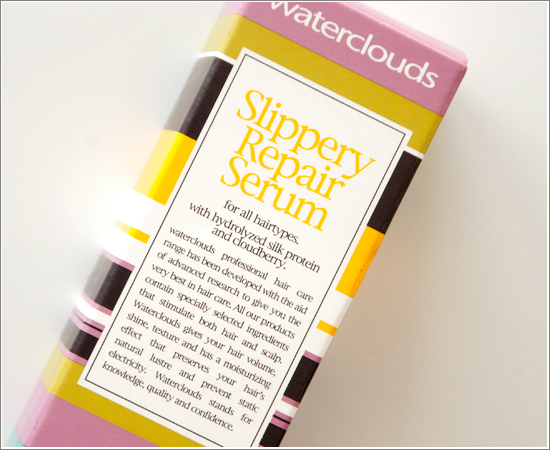 waterclouds
Slippery
Repair
Serum
for all hairtypes.
with hydrolyzed silk protein
and cloudberry.
waterclouds professional hair care
range has been developed with the aid
of advanced research to give you the
very best in hair care. All our products
contain specially selected ingredients
that stimulate both hair and scalp.
Waterclouds gives your hair volume,
shine, texture and has a moisturizing
effect that preserves your hair's
natural lustre and prevent static
electricity. Waterclouds stands for
knowledge, quality and confidence.